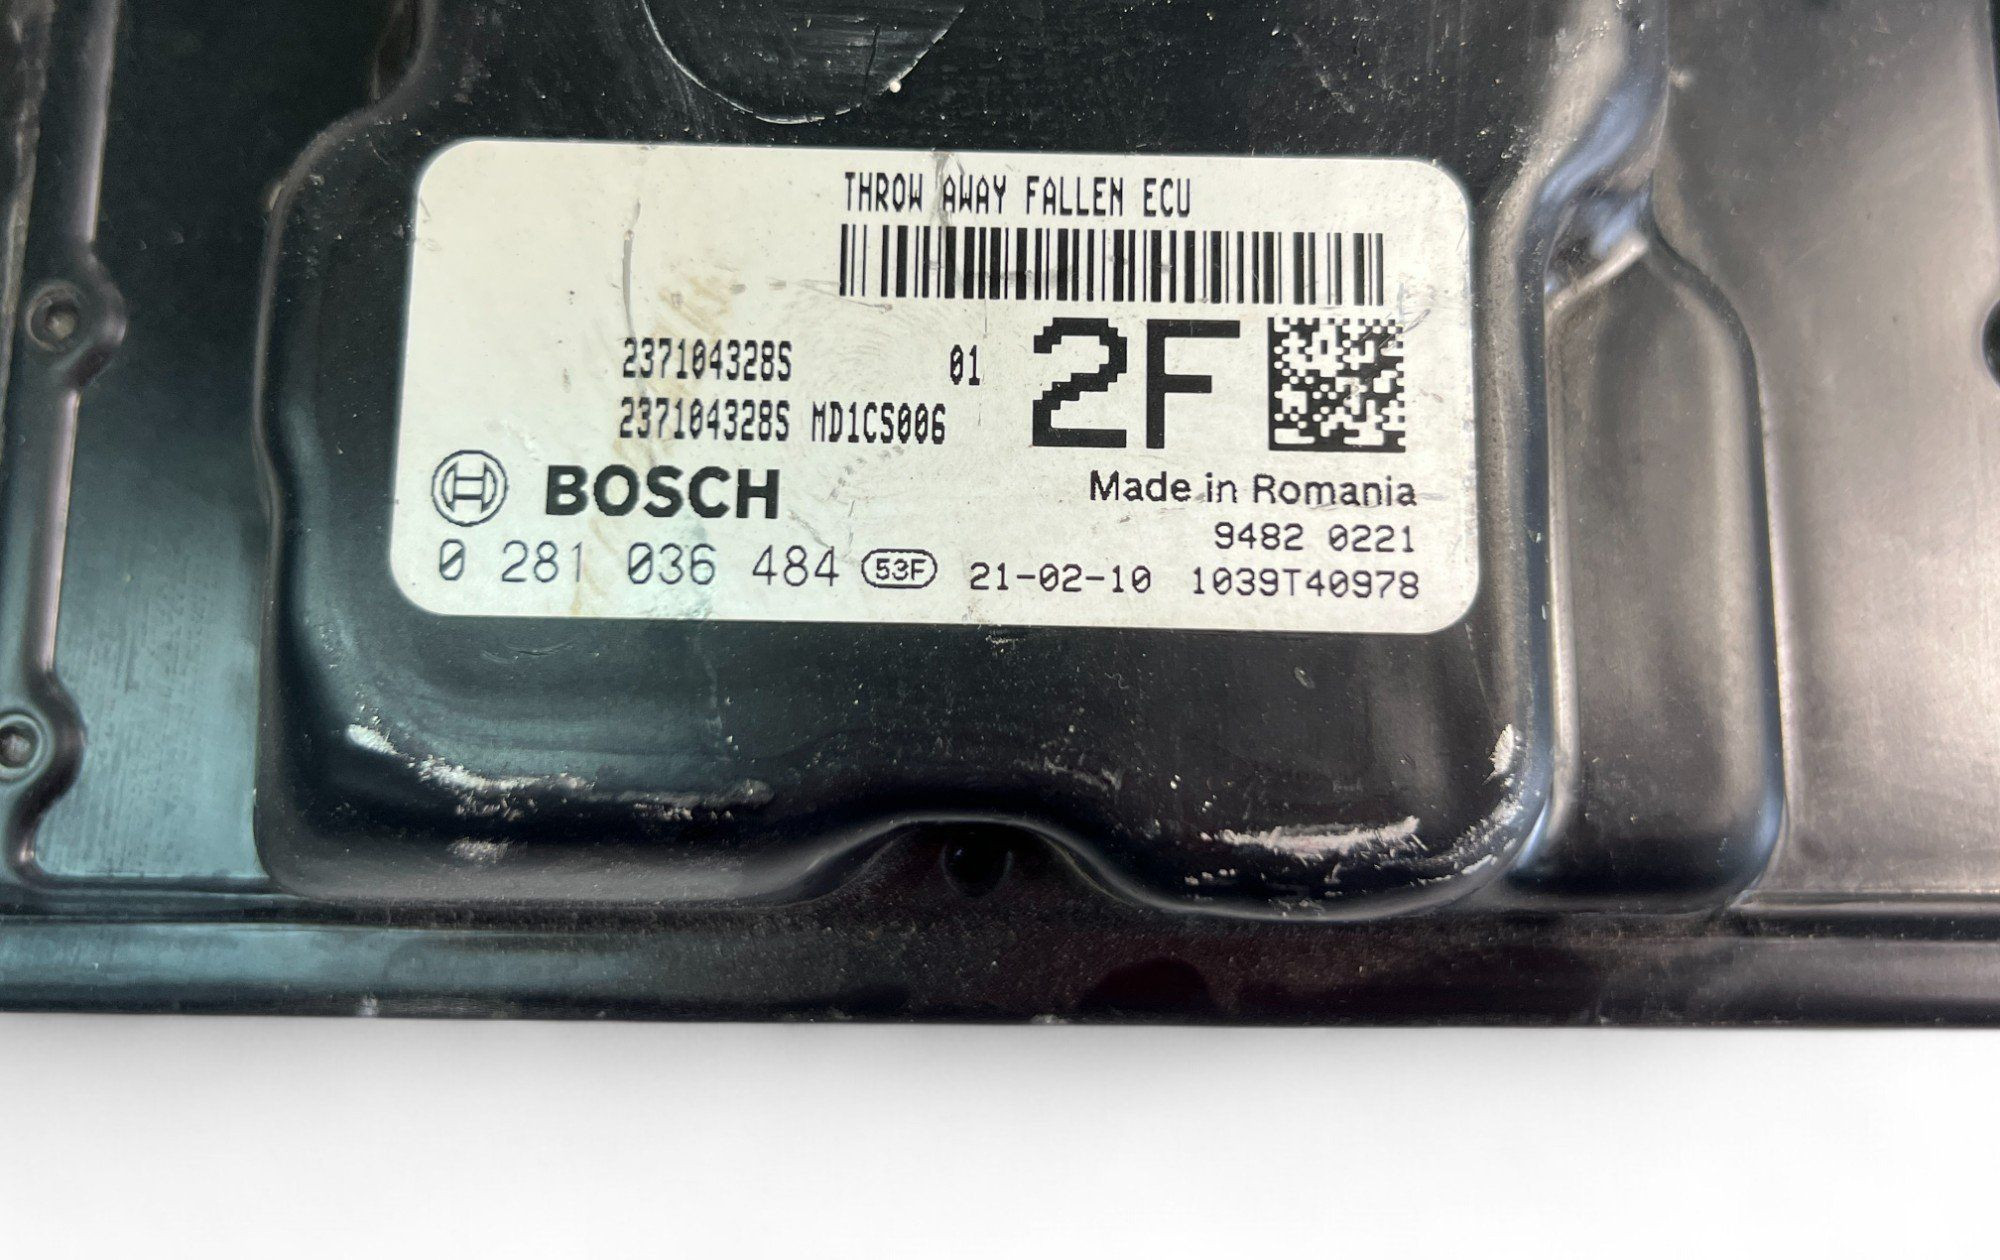 THROW AWAY FALLEN ECU
237104328S 01
2F
237104328S MD1CS006
BOSCH
Made in Romania
9482 0221
0 281 036 484 53F 21-02-10 1039T40978